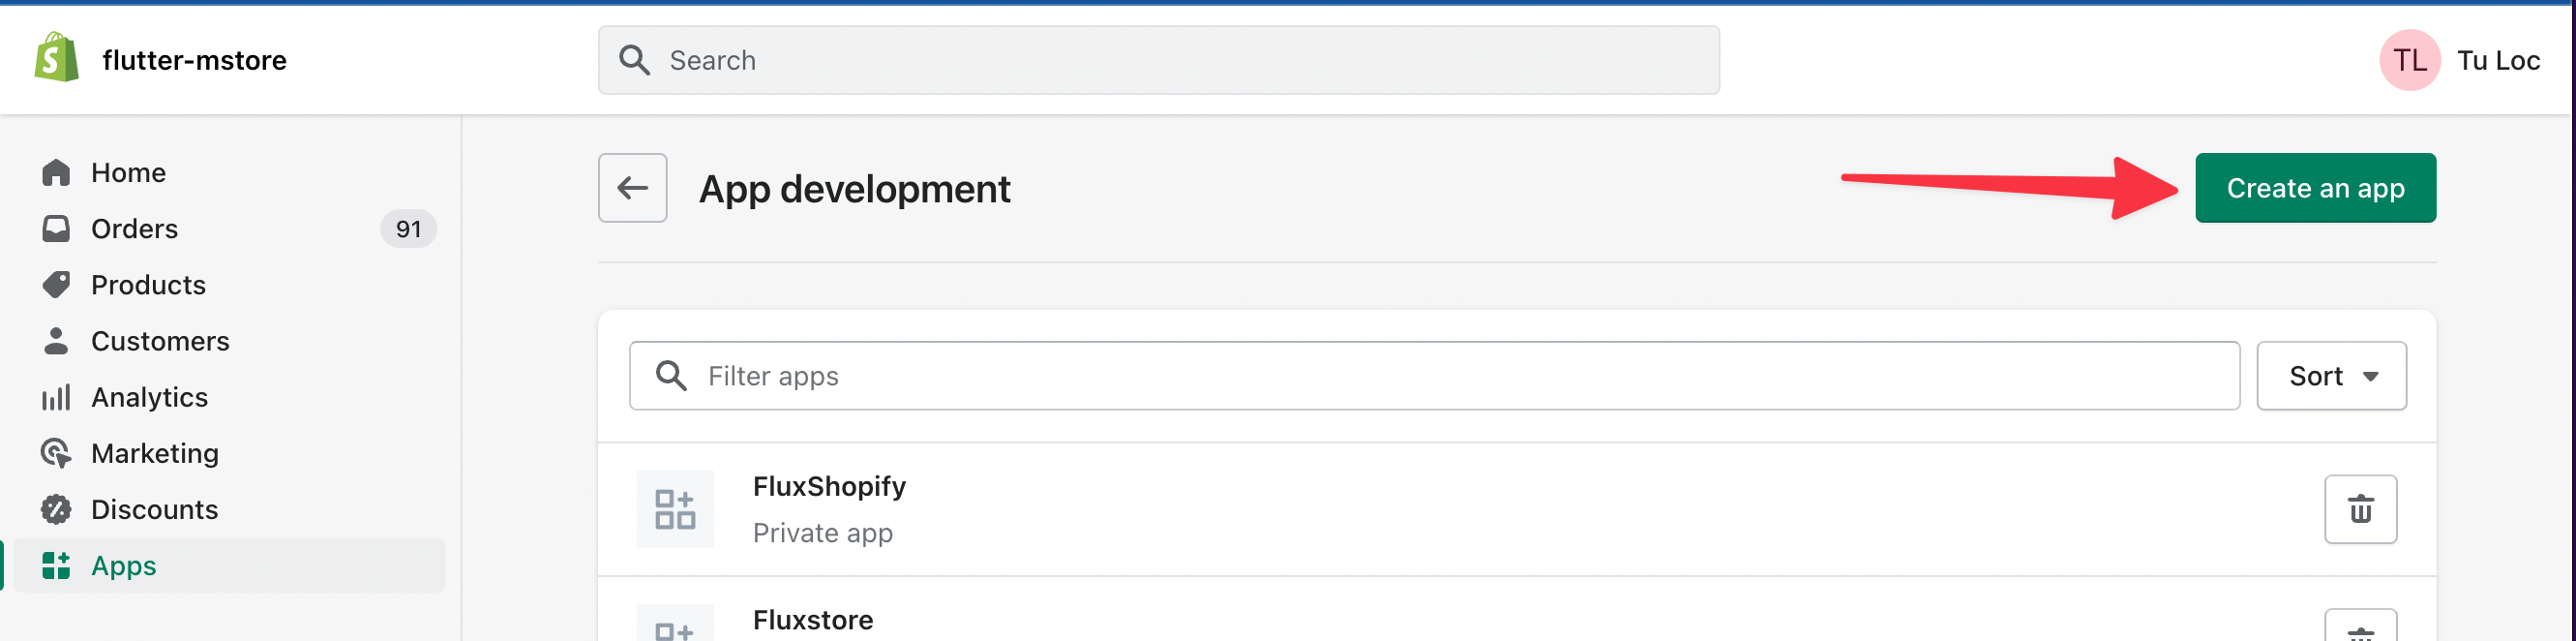 flutter-mstore
Search
TL
Tu Loc
Home
Orders
91
Products
Customers
Analytics
Marketing
Discounts
Apps
App development
Create an app
Filter apps
Sort
FluxShopify
Private app
Fluxstore